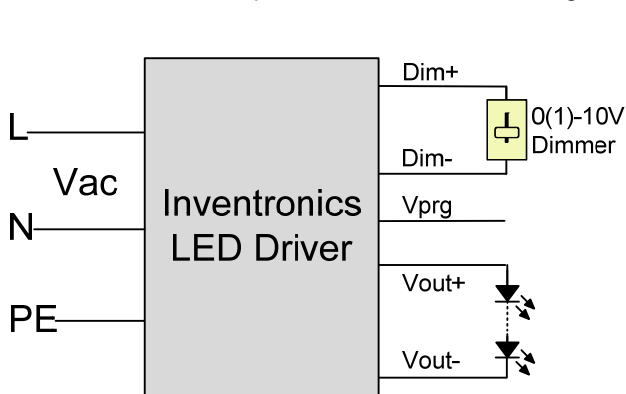 L
Vac
N
PE
Inventronics
LED Driver
Dim+
0(1)-10V
Dimmer
Dim-
Vprg
Vout+
Vout-